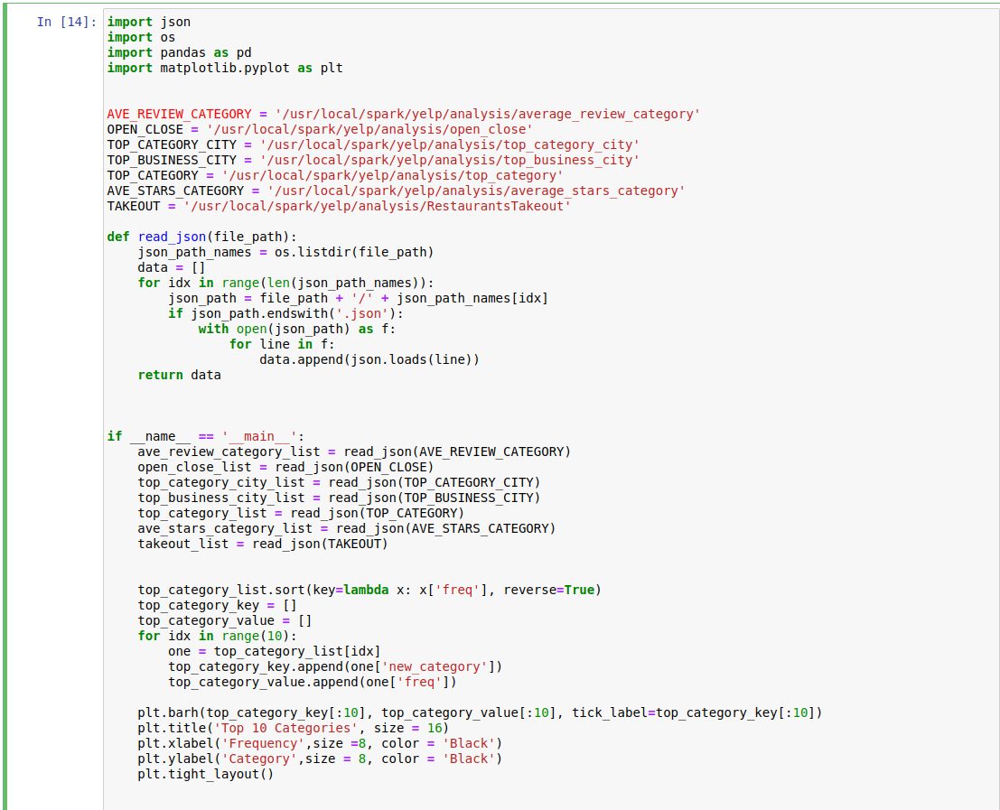 In [14]:
import json
import os
import pandas as pd
import matplotlib.pyplot as plt
AVE_REVIEW_CATEGORY = '/usr/local/spark/yelp/analysis/average_review_category'
OPEN_CLOSE = '/usr/local/spark/yelp/analysis/open_close'
TOP_CATEGORY_CITY = '/usr/local/spark/yelp/analysis/top_category_city'
TOP_BUSINESS_CITY = '/usr/local/spark/yelp/analysis/top_business_city'
TOP_CATEGORY = '/usr/local/spark/yelp/analysis/top_category'
AVE_STARS_CATEGORY = '/usr/local/spark/yelp/analysis/average_stars_category'
TAKEOUT = '/usr/local/spark/yelp/analysis/RestaurantsTakeout'
def read_json(file_path):
    json_path_names = os.listdir(file_path)
    data = []
    for idx in range(len(json_path_names)):
        json_path = file_path + '/' + json_path_names[idx]
        if json_path.endswith('.json'):
            with open(json_path) as f:
                for line in f:
                    data.append(json.loads(line))
    return data
if __name__ == '__main__':
    ave_review_category_list = read_json(AVE_REVIEW_CATEGORY)
    open_close_list = read_json(OPEN_CLOSE)
    top_category_city_list = read_json(TOP_CATEGORY_CITY)
    top_business_city_list = read_json(TOP_BUSINESS_CITY)
    top_category_list = read_json(TOP_CATEGORY)
    ave_stars_category_list = read_json(AVE_STARS_CATEGORY)
    takeout_list = read_json(TAKEOUT)
    top_category_list.sort(key=lambda x: x['freq'], reverse=True)
    top_category_key = []
    top_category_value = []
    for idx in range(10):
        one = top_category_list[idx]
        top_category_key.append(one['new_category'])
        top_category_value.append(one['freq'])
    plt.barh(top_category_key[:10], top_category_value[:10], tick_label=top_category_key[:10])
    plt.title('Top 10 Categories', size = 16)
    plt.xlabel('Frequency',size =8, color = 'Black')
    plt.ylabel('Category',size = 8, color = 'Black')
    plt.tight_layout()